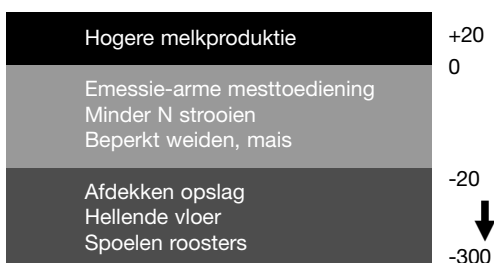 Hogere melkproduktie +20
0
Emessie-arme mesttoediening
Minder N strooien
Beperkt weiden, mais
-20
Afdekken opslag
Hellende vloer
Spoelen roosters
-300